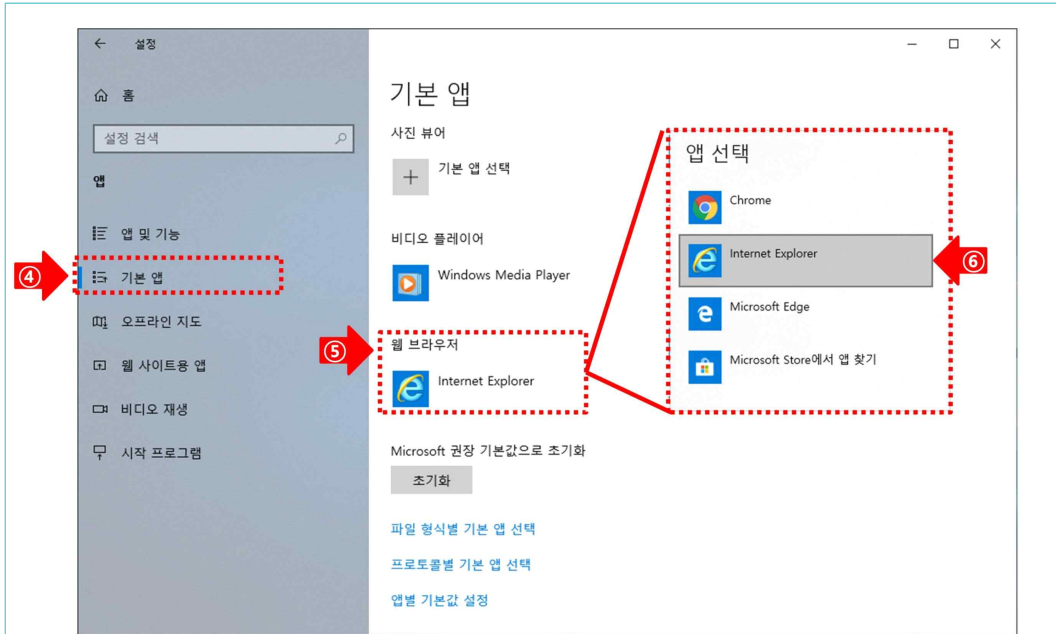 설정
홈
설정 검색
앱
앱 및 기능
④
기본 앱
오프라인 지도
웹 사이트용 앱
비디오 재생
시작 프로그램
기본 앱
사진 뷰어
기본 앱 선택
비디오 플레이어
Windows Media Player
⑤
웹 브라우저
Internet Explorer
Microsoft 권장 기본값으로 초기화
초기화
파일 형식별 기본 앱 선택
프로토콜별 기본 앱 선택
앱별 기본값 설정
앱 선택
Chrome
Internet Explorer
⑥
Microsoft Edge
Microsoft Store에서 앱 찾기